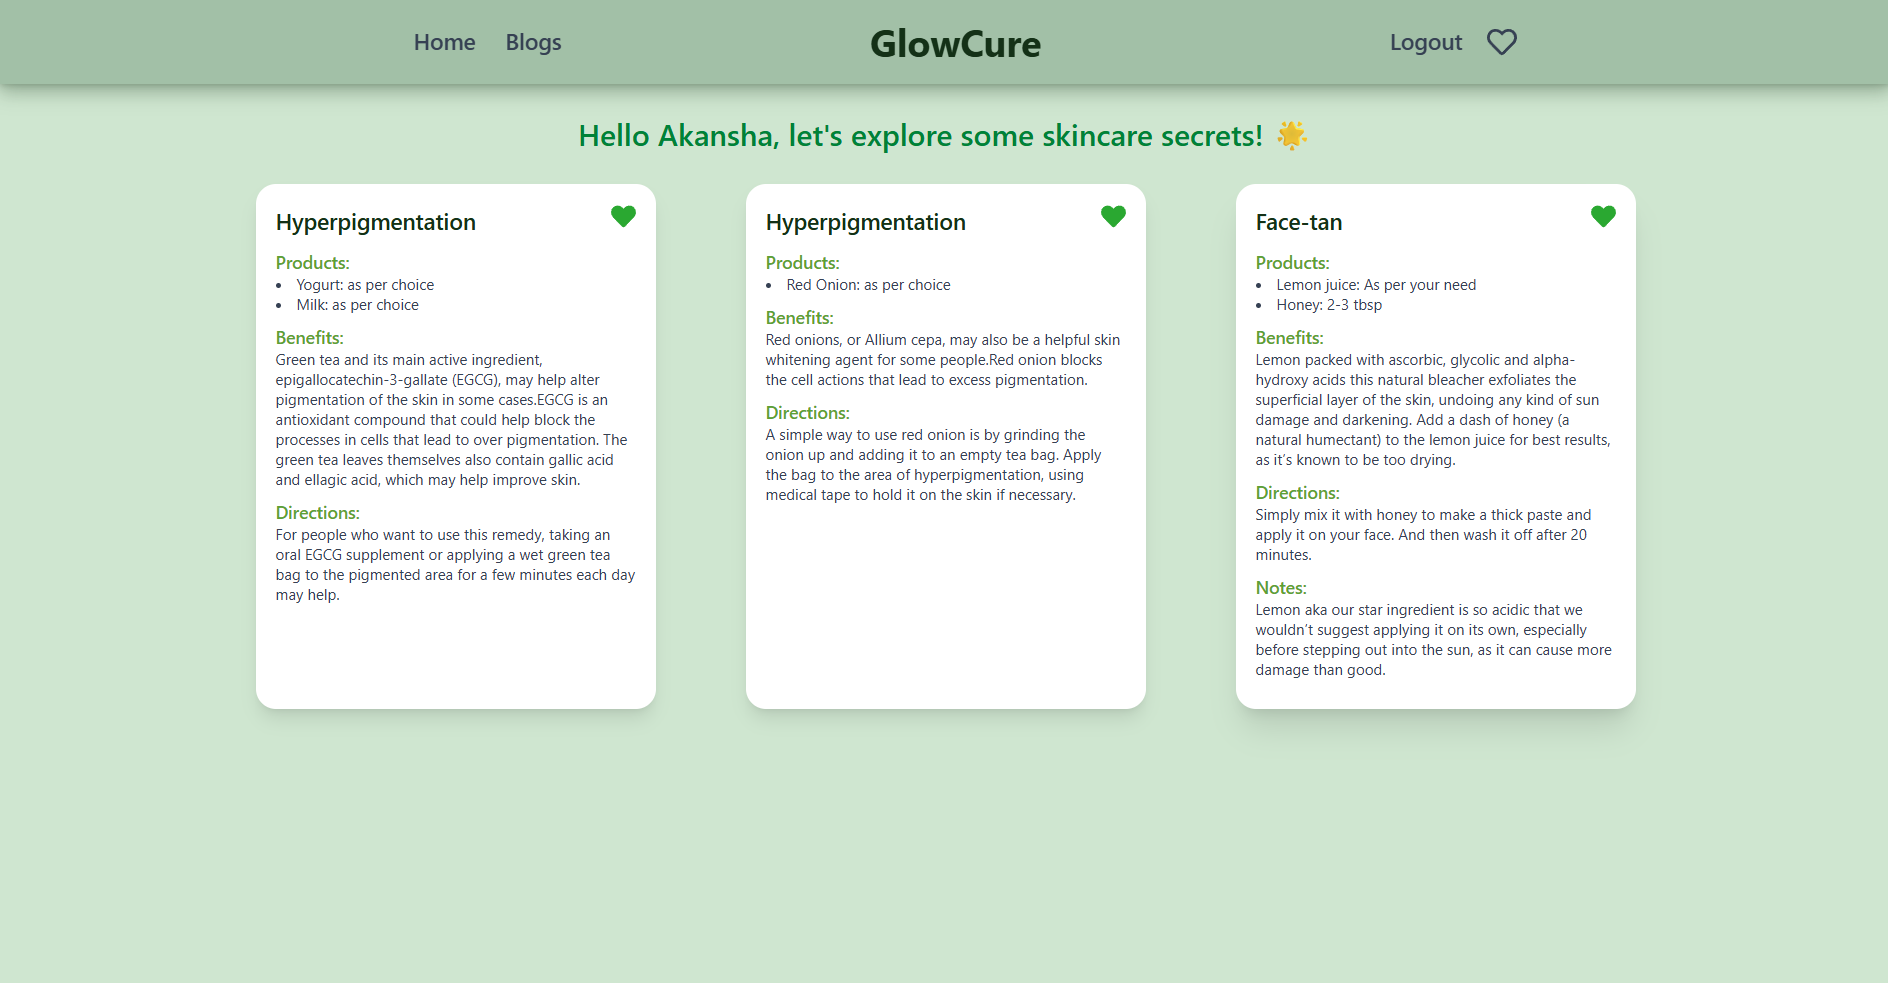 Home Blogs GlowCure Logout
Hello Akansha, let's explore some skincare secrets! 🌟
Hyperpigmentation
Products:
• Yogurt: as per choice
• Milk: as per choice
Benefits:
Green tea and its main active ingredient,
epigallocatechin-3-gallate (EGCG), may help alter
pigmentation of the skin in some cases.EGCG is an
antioxidant compound that could help block the
processes in cells that lead to over pigmentation. The
green tea leaves themselves also contain gallic acid
and ellagic acid, which may help improve skin.
Directions:
For people who want to use this remedy, taking an
oral EGCG supplement or applying a wet green tea
bag to the pigmented area for a few minutes each day
may help.
Hyperpigmentation
Products:
• Red Onion: as per choice
Benefits:
Red onions, or Allium cepa, may also be a helpful skin
whitening agent for some people.Red onion blocks
the cell actions that lead to excess pigmentation.
Directions:
A simple way to use red onion is by grinding the
onion up and adding it to an empty tea bag. Apply
the bag to the area of hyperpigmentation, using
medical tape to hold it on the skin if necessary.
Face-tan
Products:
• Lemon juice: As per your need
• Honey: 2-3 tbsp
Benefits:
Lemon packed with ascorbic, glycolic and alpha-
hydroxy acids this natural bleacher exfoliates the
superficial layer of the skin, undoing any kind of sun
damage and darkening. Add a dash of honey (a
natural humectant) to the lemon juice for best results,
as it’s known to be too drying.
Directions:
Simply mix it with honey to make a thick paste and
apply it on your face. And then wash it off after 20
minutes.
Notes:
Lemon aka our star ingredient is so acidic that we
wouldn’t suggest applying it on its own, especially
before stepping out into the sun, as it can cause more
damage than good.